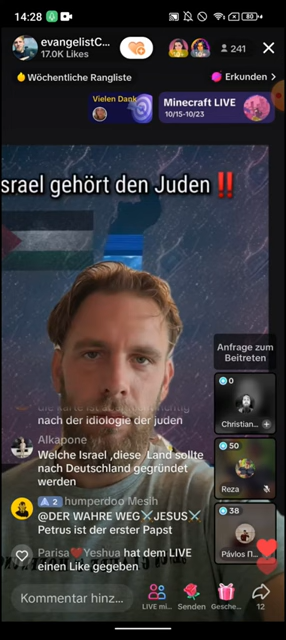 14:28
80
evangelistC...
17.0K Likes
241
Wöchentliche Rangliste
Erkunden >
Vielen Dank
Minecraft LIVE
10/15-10/23
srael gehört den Juden ‼️
Anfrage zum
Beitreten
0
Christian...
nach der idiologie der juden
Alkapone
Welche Israel ,diese Land sollte
nach Deutschland gegründet
werden
50
Reza
2 humperdoo Mesih
@DER WAHRE WEG⚔JESUS⚔
Petrus ist der erster Papst
38
Pávlos Π...
Parisa❤️Yeshua hat dem LIVE
einen Like gegeben
Kommentar hinz...
LIVE mi...
Senden
Gesche...
12